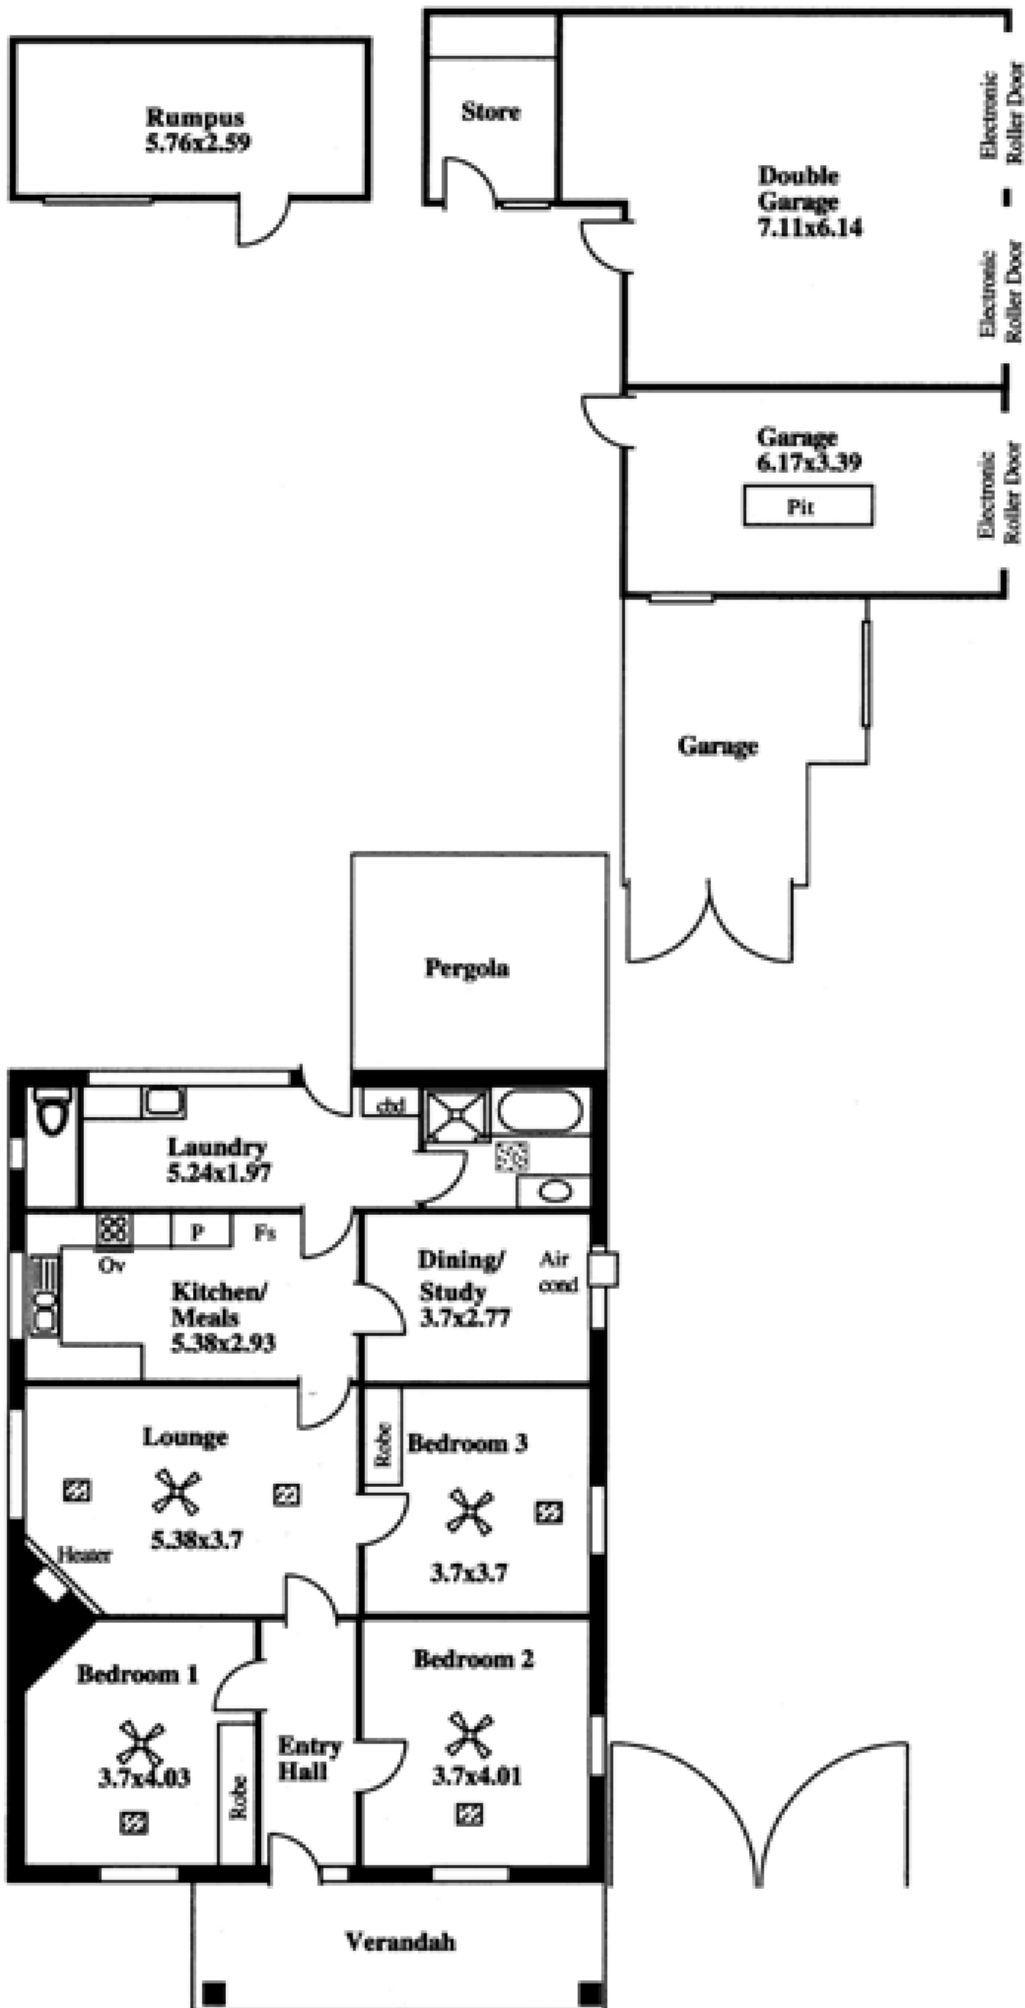 Rumpus
5.76x2.59
Store
Double
Garage
7.11x6.14
Electronic
Roller Door
Electronic
Roller Door
Garage
6.17x3.39
Pit
Electronic
Roller Door
Garage
Pergola
cbd
Laundry
5.24x1.97
P
Fs
Ov
Kitchen/
Meals
5.38x2.93
Dining/
Study
3.7x2.77
Air
cond
Lounge
5.38x3.7
Heater
Robe
Bedroom 3
3.7x3.7
Bedroom 1
3.7x4.03
Robe
Entry
Hall
Bedroom 2
3.7x4.01
Verandah